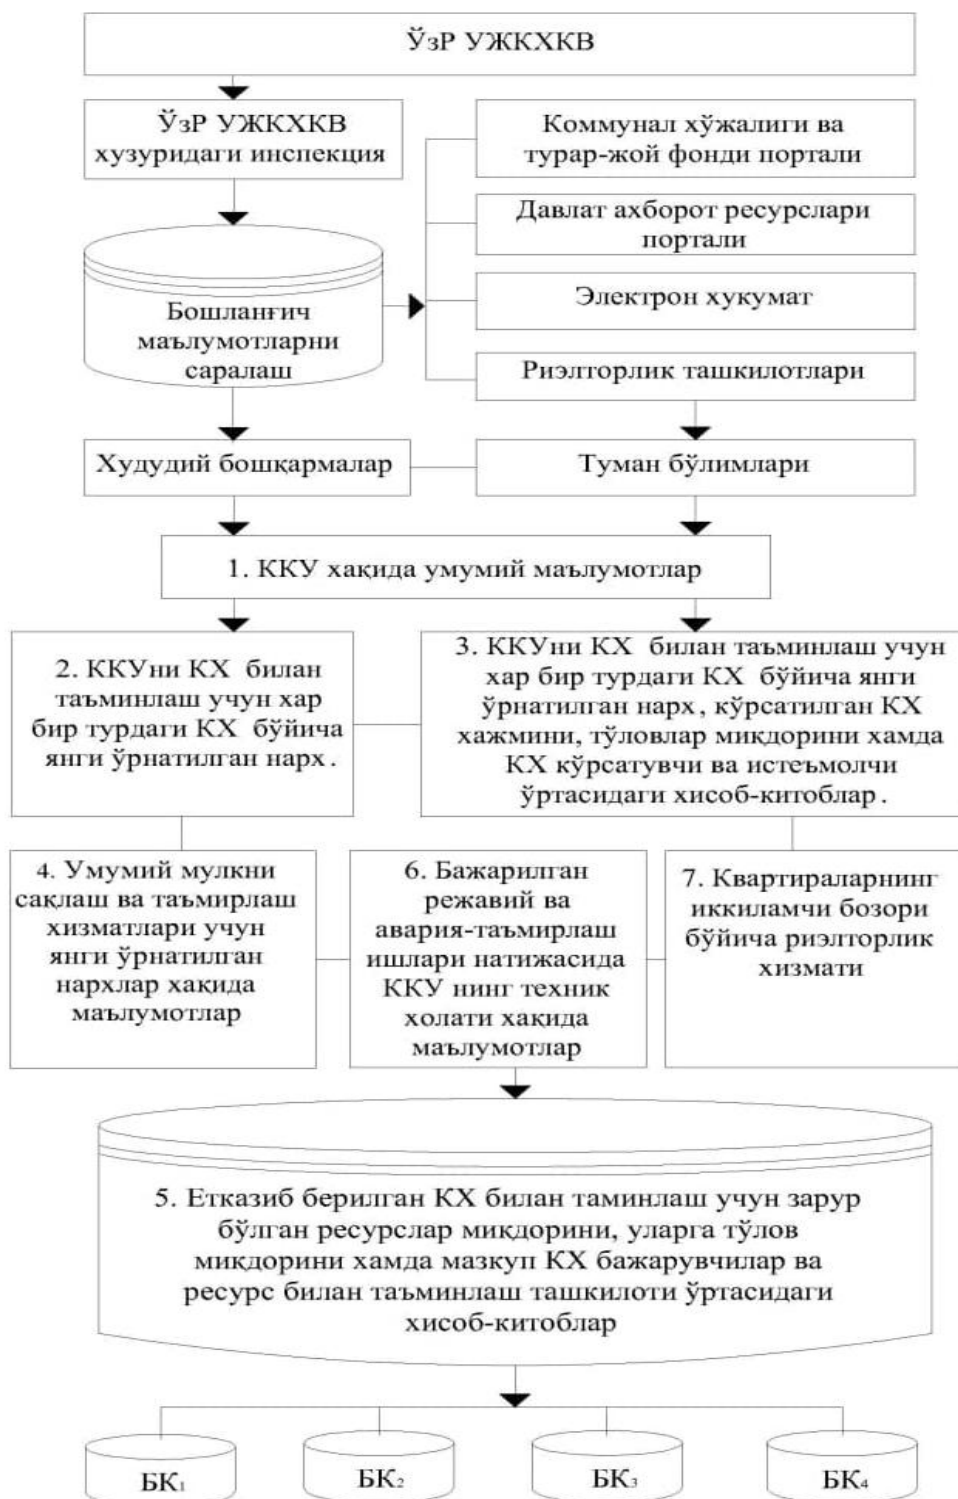 ЎзР УЖКХКВ
ЎзР УЖКХКВ
хузуридаги инспекция
Коммунал хўжалиги ва
турар-жой фонди портали
Давлат ахборот ресурслари
портали
Бошланғич
маълумотларни
саралаш
Электрон хукумат
Риэлторлик ташкилотлари
Худудий бошқармалар
Туман бўлимлари
1. ККУ хақида умумий маълумотлар
2. ККУни КХ билан
таъминлаш учун хар
бир турдаги КХ бўйича
янги ўрнатилган нарх.
3. ККУни КХ билан таъминлаш учун
хар бир турдаги КХ бўйича янги
ўрнатилган нарх, кўрсатилган КХ
хажмини, тўловлар миқдорини хамда
КХ кўрсатувчи ва истеъмолчи
ўртасидаги хисоб-китоблар.
4. Умумий мулкни
сақлаш ва таъмирлаш
хизматлари учун
янги ўрнатилган
нархлар хақида
маълумотлар
6. Бажарилган
режавий ва
авария-таъмирлаш
ишлари натижасида
ККУ нинг техник
холати хақида
маълумотлар
7. Квартираларнинг
иккиламчи бозори
бўйича риэлторлик
хизмати
5. Етказиб берилган КХ билан таминлаш учун зарур
бўлган ресурслар миқдорини, уларга тўлов
миқдорини хамда мазкуп КХ бажарувчилар ва
ресурс билан таъминлаш ташкилоти ўртасидаги
хисоб-китоблар
БК₁
БК₂
БК₃
БК₄